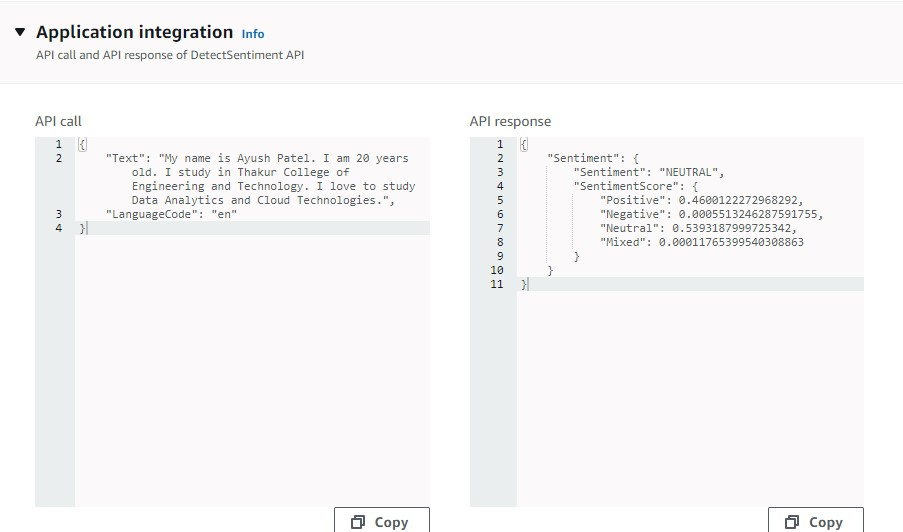 Application integration Info
API call and API response of DetectSentiment API
API call
1 {
2 "Text": "My name is Ayush Patel. I am 20 years
old. I study in Thakur College of
Engineering and Technology. I love to study
Data Analytics and Cloud Technologies.",
3 "LanguageCode": "en"
4 }
Copy
API response
1 {
2 "Sentiment": {
3 "Sentiment": "NEUTRAL",
4 "SentimentScore": {
5 "Positive": 0.4600122272968292,
6 "Negative": 0.0005513246287591755,
7 "Neutral": 0.5393187999725342,
8 "Mixed": 0.00011765399540308863
9 }
10 }
11 }
Copy